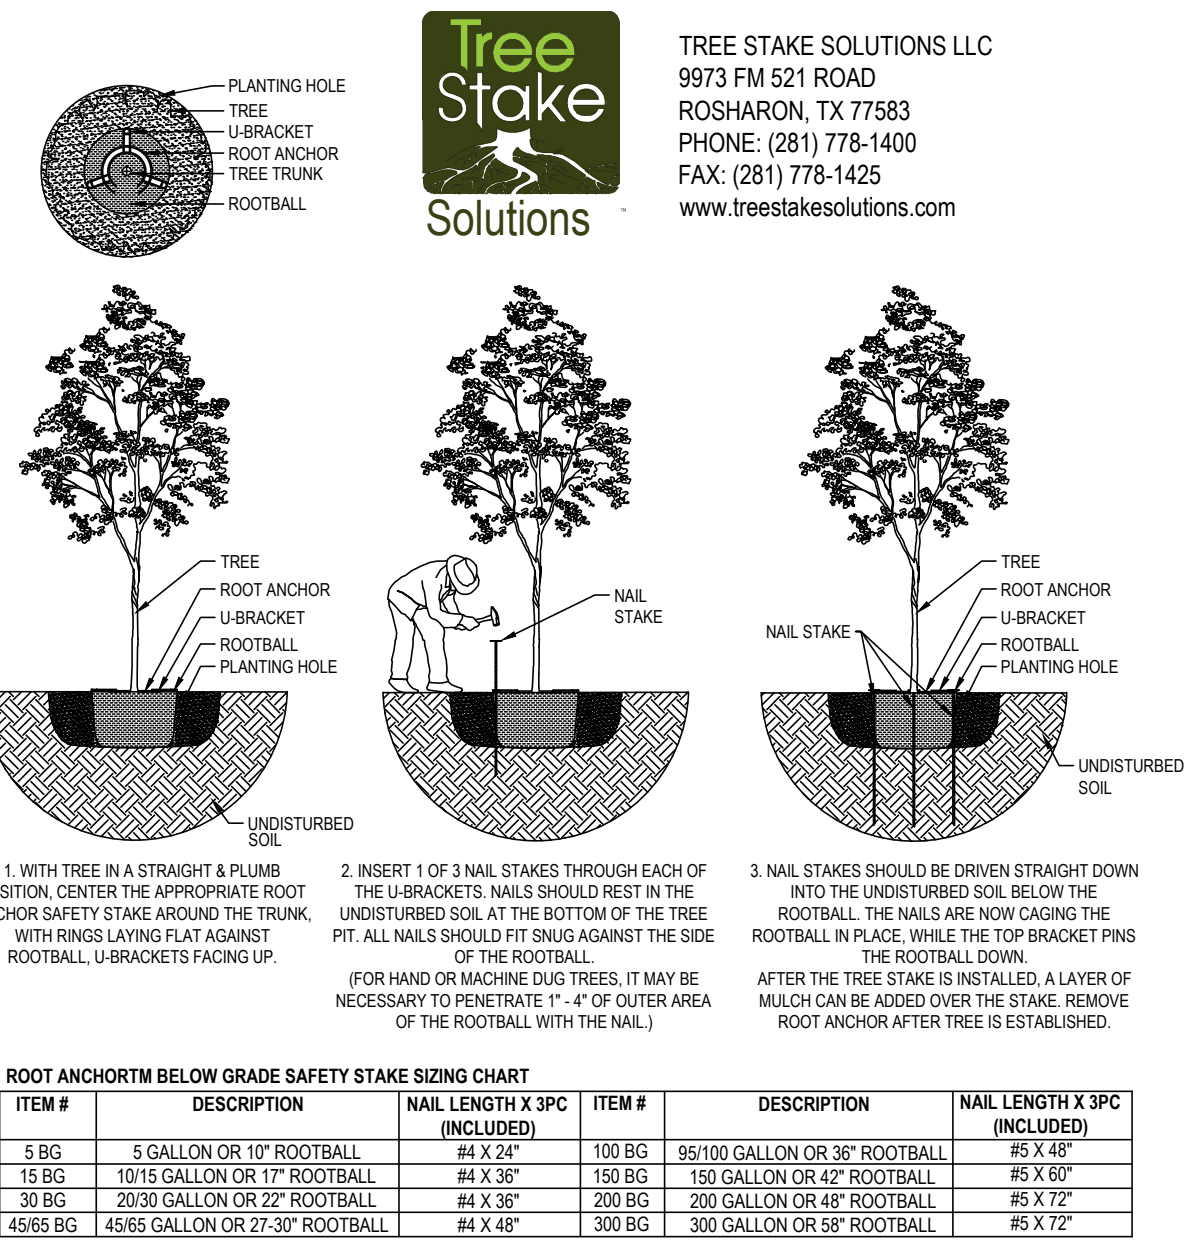 PLANTING HOLE
TREE
U-BRACKET
ROOT ANCHOR
TREE TRUNK
ROOTBALL
Tree
Stake
Solutions
™
TREE STAKE SOLUTIONS LLC
9973 FM 521 ROAD
ROSHARON, TX 77583
PHONE: (281) 778-1400
FAX: (281) 778-1425
www.treestakesolutions.com
TREE
ROOT ANCHOR
U-BRACKET
ROOTBALL
PLANTING HOLE
UNDISTURBED
SOIL
NAIL
STAKE
NAIL STAKE
TREE
ROOT ANCHOR
U-BRACKET
ROOTBALL
PLANTING HOLE
UNDISTURBED
SOIL
1. WITH TREE IN A STRAIGHT & PLUMB
SITION, CENTER THE APPROPRIATE ROOT
CHOR SAFETY STAKE AROUND THE TRUNK,
WITH RINGS LAYING FLAT AGAINST
ROOTBALL, U-BRACKETS FACING UP.
2. INSERT 1 OF 3 NAIL STAKES THROUGH EACH OF
THE U-BRACKETS. NAILS SHOULD REST IN THE
UNDISTURBED SOIL AT THE BOTTOM OF THE TREE
PIT. ALL NAILS SHOULD FIT SNUG AGAINST THE SIDE
OF THE ROOTBALL.
(FOR HAND OR MACHINE DUG TREES, IT MAY BE
NECESSARY TO PENETRATE 1" - 4" OF OUTER AREA
OF THE ROOTBALL WITH THE NAIL.)
3. NAIL STAKES SHOULD BE DRIVEN STRAIGHT DOWN
INTO THE UNDISTURBED SOIL BELOW THE
ROOTBALL. THE NAILS ARE NOW CAGING THE
ROOTBALL IN PLACE, WHILE THE TOP BRACKET PINS
THE ROOTBALL DOWN.
AFTER THE TREE STAKE IS INSTALLED, A LAYER OF
MULCH CAN BE ADDED OVER THE STAKE. REMOVE
ROOT ANCHOR AFTER TREE IS ESTABLISHED.
ROOT ANCHORTM BELOW GRADE SAFETY STAKE SIZING CHART
ITEM # DESCRIPTION NAIL LENGTH X 3PC (INCLUDED) ITEM # DESCRIPTION NAIL LENGTH X 3PC (INCLUDED)
5 BG 5 GALLON OR 10" ROOTBALL #4 X 24" 100 BG 95/100 GALLON OR 36" ROOTBALL #5 X 48"
15 BG 10/15 GALLON OR 17" ROOTBALL #4 X 36" 150 BG 150 GALLON OR 42" ROOTBALL #5 X 60"
30 BG 20/30 GALLON OR 22" ROOTBALL #4 X 36" 200 BG 200 GALLON OR 48" ROOTBALL #5 X 72"
45/65 BG 45/65 GALLON OR 27-30" ROOTBALL #4 X 48" 300 BG 300 GALLON OR 58" ROOTBALL #5 X 72"